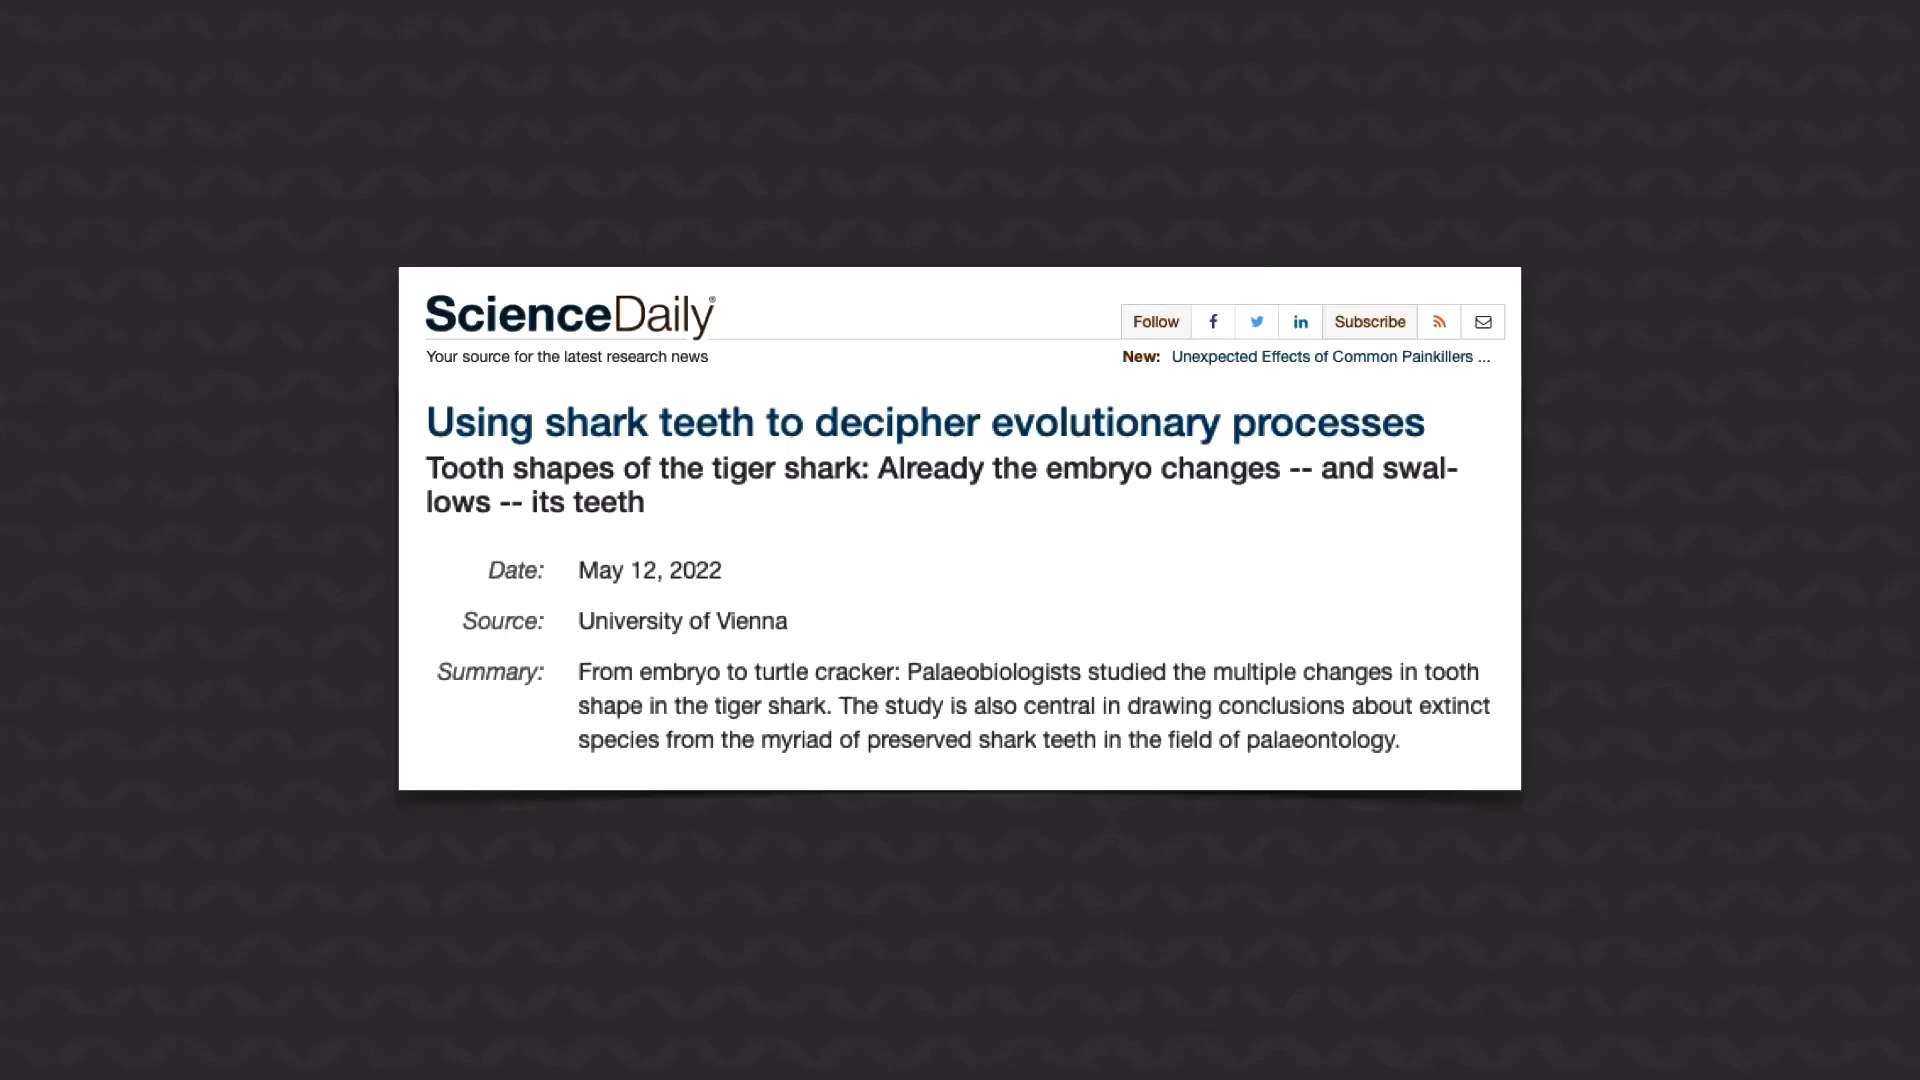 ScienceDaily®
Your source for the latest research news
Follow
Subscribe
New: Unexpected Effects of Common Painkillers ...
Using shark teeth to decipher evolutionary processes
Tooth shapes of the tiger shark: Already the embryo changes -- and swal-
lows -- its teeth
Date: May 12, 2022
Source: University of Vienna
Summary: From embryo to turtle cracker: Palaeobiologists studied the multiple changes in tooth
shape in the tiger shark. The study is also central in drawing conclusions about extinct
species from the myriad of preserved shark teeth in the field of palaeontology.